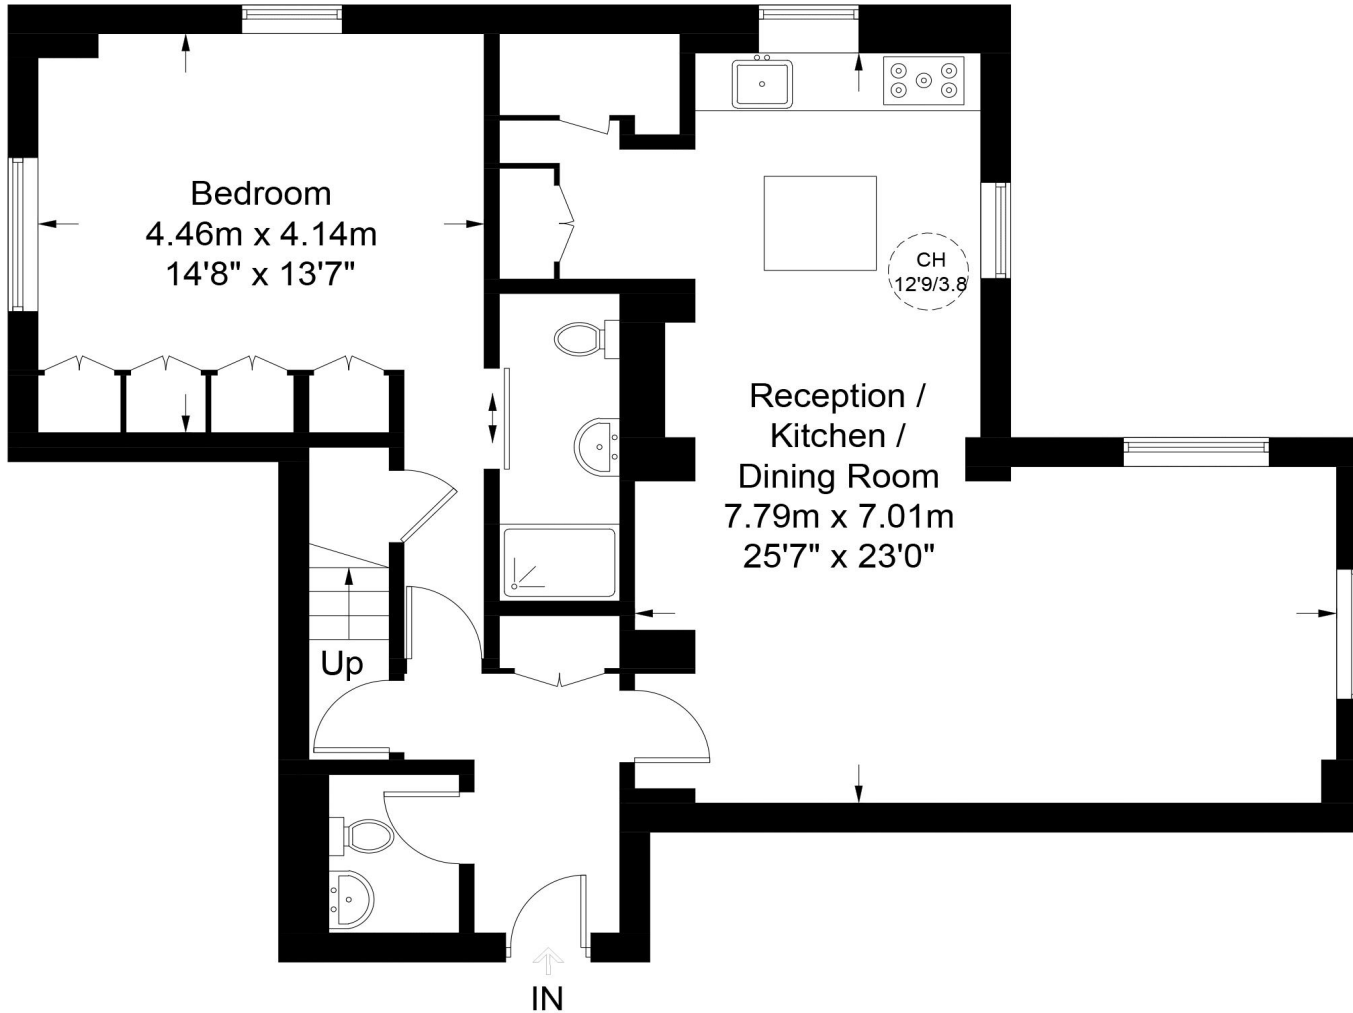 Bedroom
4.46m x 4.14m
14'8" x 13'7"
CH
12'9/3.8
Reception /
Kitchen /
Dining Room
7.79m x 7.01m
25'7" x 23'0"
Up
IN